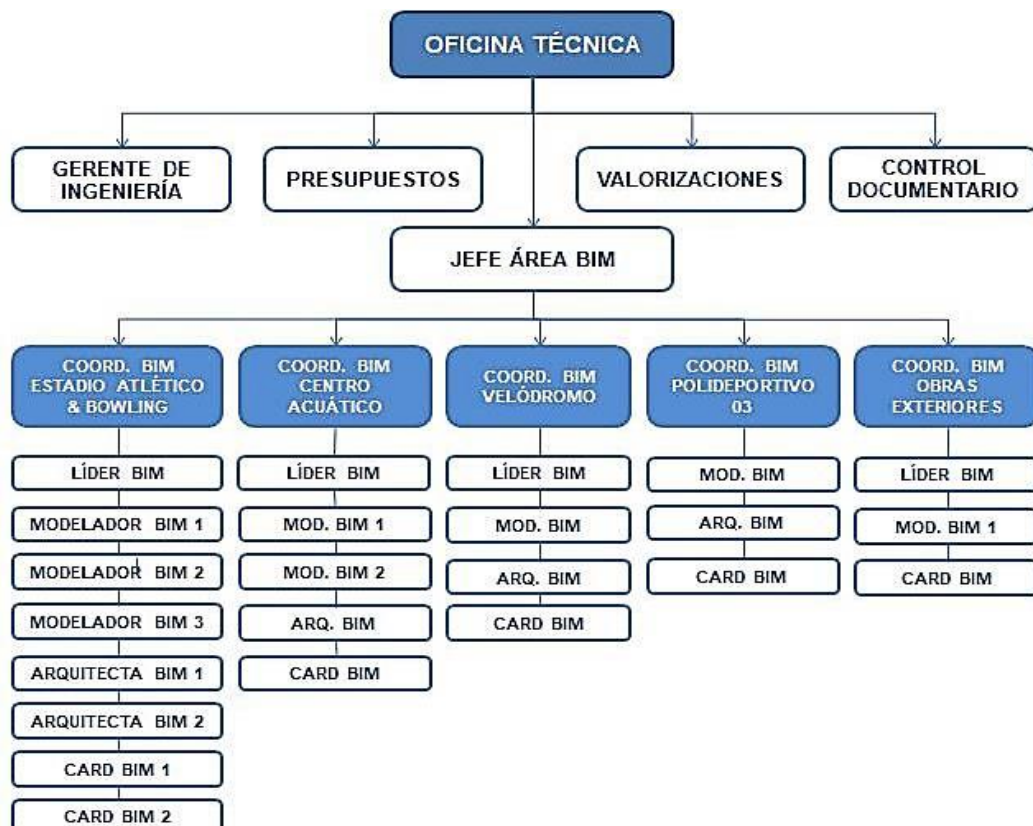 OFICINA TÉCNICA
GERENTE DE
INGENIERÍA
PRESUPUESTOS
VALORIZACIONES
CONTROL
DOCUMENTARIO
JEFE ÁREA BIM
COORD. BIM
ESTADIO ATLÉTICO
& BOWLING
LÍDER BIM
MODELADOR BIM 1
MODELADOR BIM 2
MODELADOR BIM 3
ARQUITECTA BIM 1
ARQUITECTA BIM 2
CARD BIM 1
CARD BIM 2
COORD. BIM
CENTRO
ACUÁTICO
LÍDER BIM
MOD. BIM 1
MOD. BIM 2
ARQ. BIM
CARD BIM
COORD. BIM
VELÓDROMO
LÍDER BIM
MOD. BIM
ARQ. BIM
CARD BIM
COORD. BIM
POLIDEPORTIVO
03
MOD. BIM
ARQ. BIM
CARD BIM
COORD. BIM
OBRAS
EXTERIORES
LÍDER BIM
MOD. BIM 1
CARD BIM